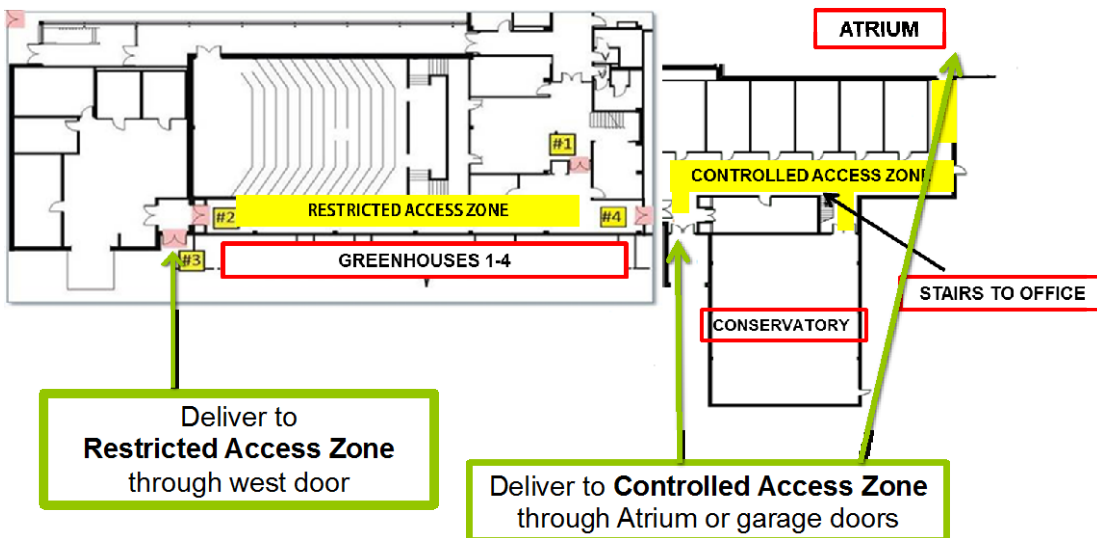 ATRIUM
#1
CONTROLLED ACCESS ZONE
#2
RESTRICTED ACCESS ZONE
#4
#3
GREENHOUSES 1-4
STAIRS TO OFFICE
CONSERVATORY
Deliver to
Restricted Access Zone
through west door
Deliver to Controlled Access Zone
through Atrium or garage doors